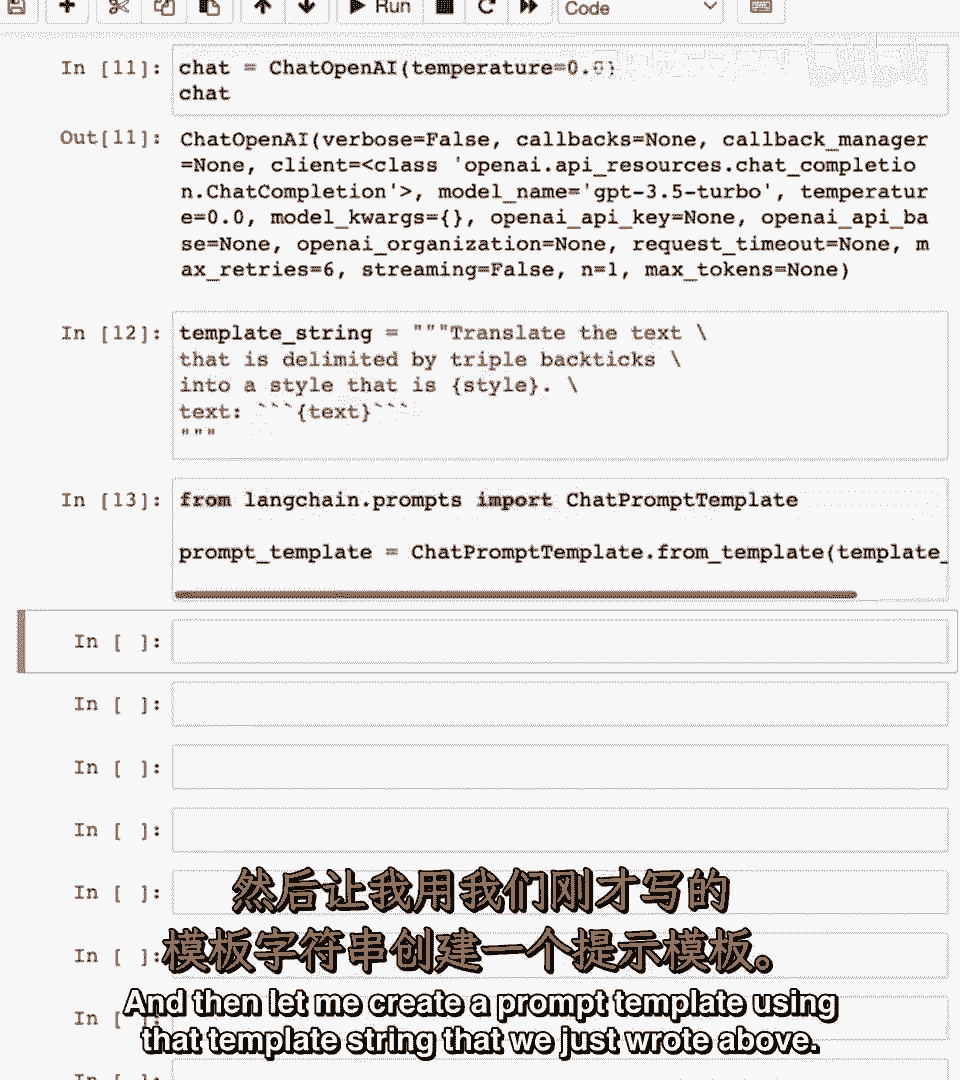 Run
Code
In [11]: chat = ChatOpenAI(temperature=0.0)
chat
Out[11]: ChatOpenAI(verbose=False, callbacks=None, callback_manager
=None, client=<class 'openai.api_resources.chat_completio
n.ChatCompletion'>, model_name='gpt-3.5-turbo', temperatur
e=0.0, model_kwargs={}, openai_api_key=None, openai_api_ba
se=None, openai_organization=None, request_timeout=None, m
ax_retries=6, streaming=False, n=1, max_tokens=None)
In [12]: template_string = """Translate the text \
that is delimited by triple backticks \
into a style that is {style}. \
text: ```{text}```
"""
In [13]: from langchain.prompts import ChatPromptTemplate
prompt_template = ChatPromptTemplate.from_template(template_
In [ ]:
In [ ]:
In [ ]:
In [ ]:
In [ ]:
In [ ]:
In [ ]:
In [ ]:
然后让我用我们刚才写的
模板字符串创建一个提示模板。
And then let me create a prompt template using
that template string that we just wrote above.